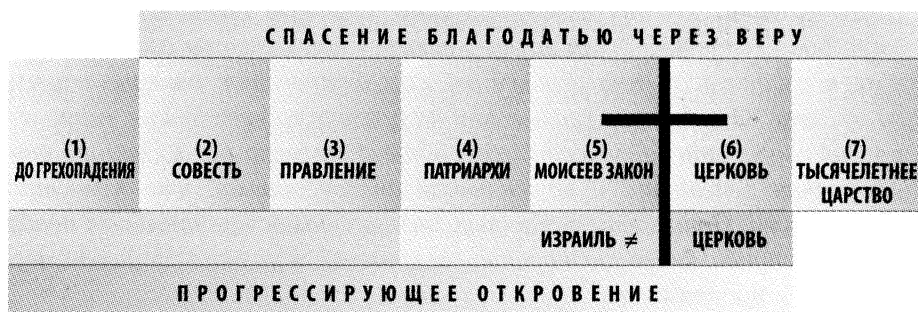 СПАСЕНИЕ БЛАГОДАТЬЮ ЧЕРЕЗ ВЕРУ
(1) (2) (3) (4) (5) (6) (7)
ДО ГРЕХОПАДЕНИЯ СОВЕСТЬ ПРАВЛЕНИЕ ПАТРИАРХИ МОИСЕЕВ ЗАКОН ЦЕРКОВЬ ТЫСЯЧЕЛЕТНЕЕ
ЦАРСТВО
ИЗРАИЛЬ ≠ ЦЕРКОВЬ
ПРОГРЕССИРУЮЩЕЕ ОТКРОВЕНИЕ